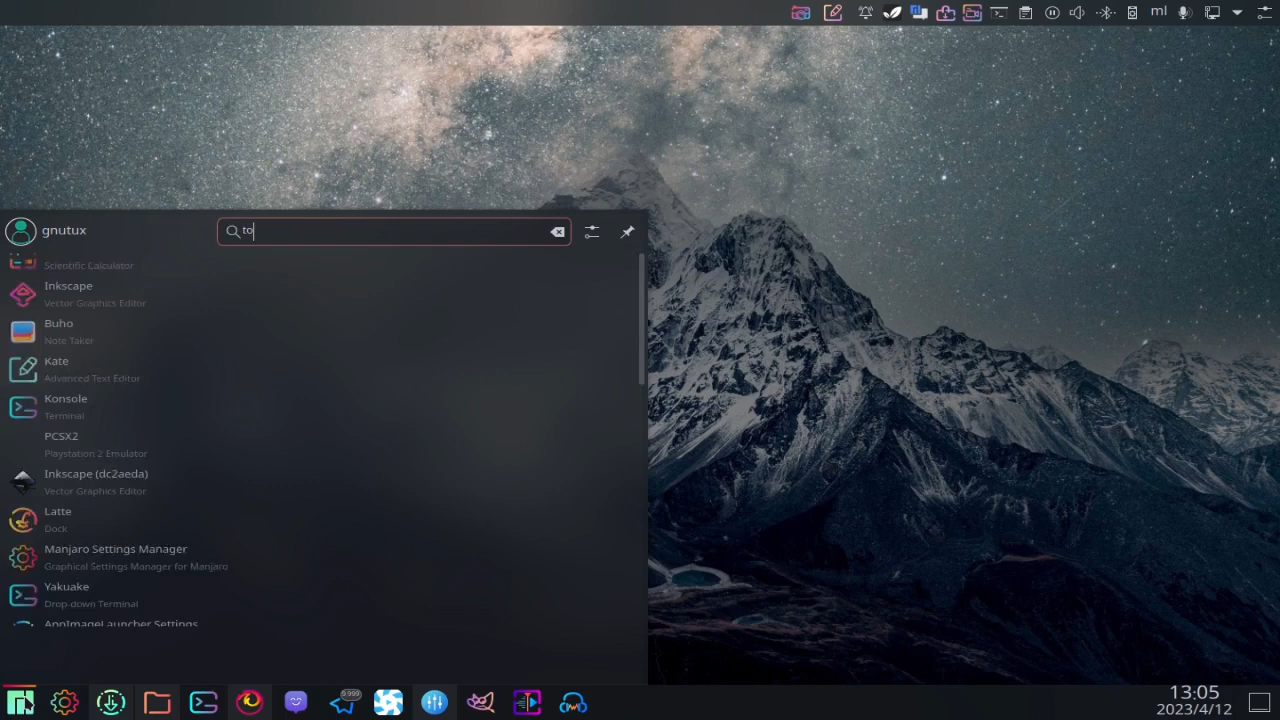 ml
gnutux
to
Scientific Calculator
Inkscape
Vector Graphics Editor
Buho
Note Taker
Kate
Advanced Text Editor
Konsole
Terminal
PCSX2
Playstation 2 Emulator
Inkscape (dc2aeda)
Vector Graphics Editor
Latte
Dock
Manjaro Settings Manager
Graphical Settings Manager for Manjaro
Yakuake
Drop-down Terminal
AppImageLauncher Settings
9,999
13:05
2023/4/12